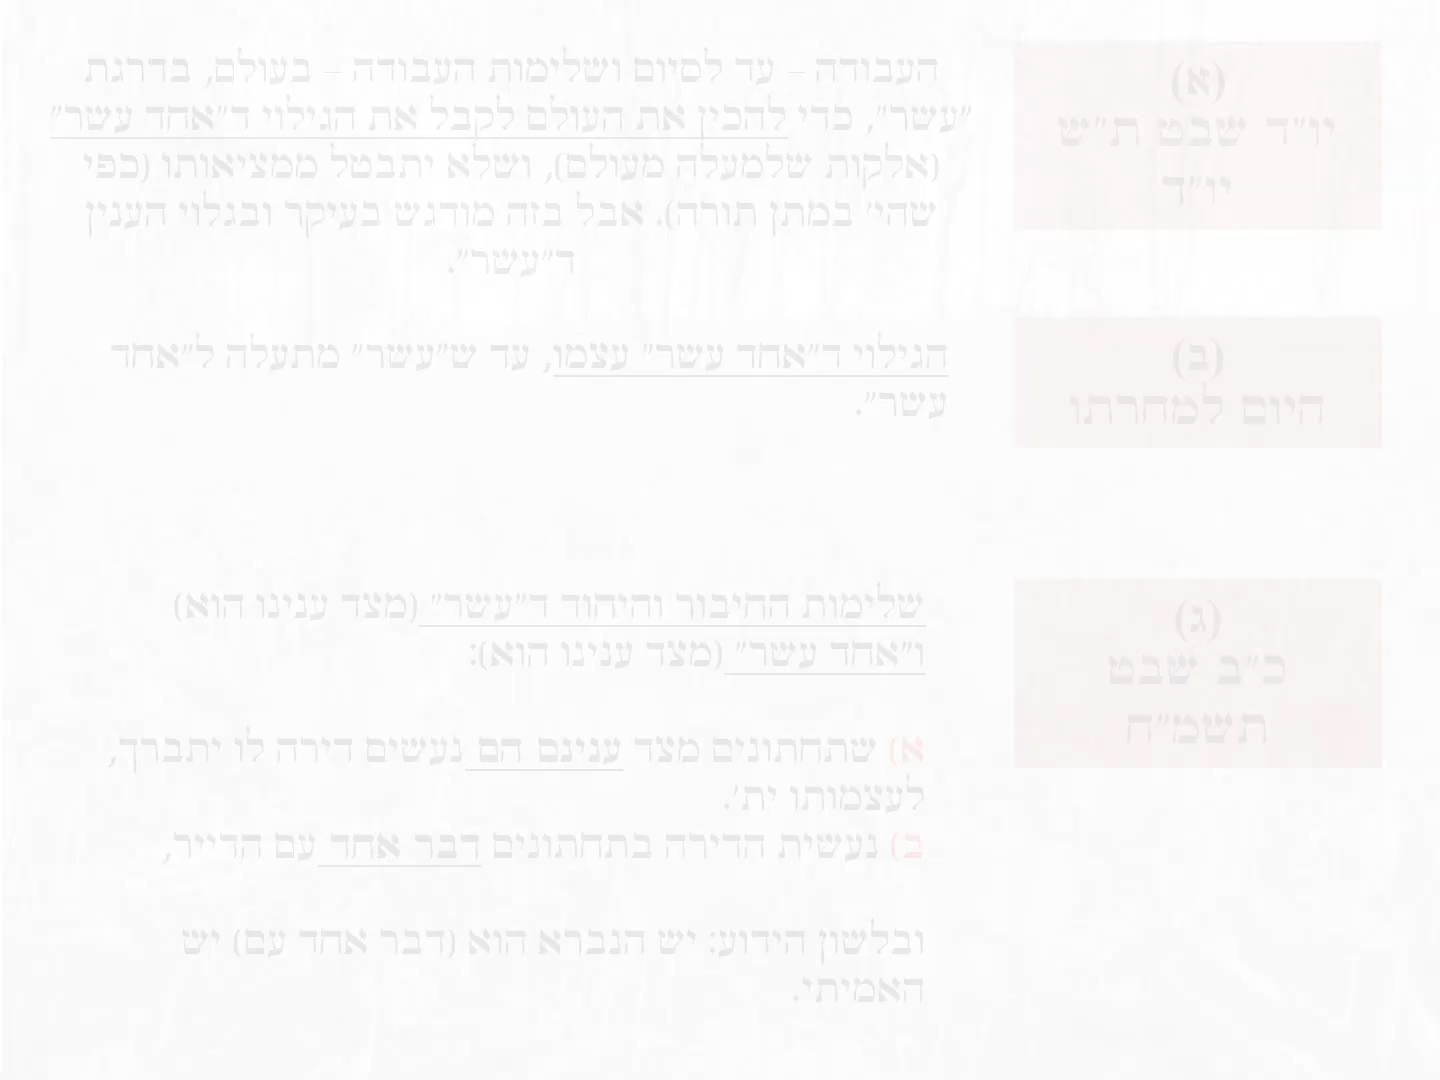 (א)
יו״ד שבט ת״ש
יו״ד
העבודה – עד לסיום ושלימות העבודה – בעולם, בדרגת
״עשר״, כדי להכין את העולם לקבל את הגילוי ד״אחד עשר״
(אלקות שלמעלה מעולם), ושלא יתבטל ממציאותו (כפי
שהי׳ במתן תורה). אבל בזה מודגש בעיקר ובגלוי הענין
ד״עשר״.
(ב)
היום למחרתו
הגילוי ד״אחד עשר״ עצמו, עד ש״עשר״ מתעלה ל״אחד
עשר״.
(ג)
כ״ב שבט
תשמ״ח
שלימות החיבור והיהוד ד״עשר״ (מצד ענינו הוא)
ו״אחד עשר״ (מצד ענינו הוא):
א) שתחתונים מצד ענינם הם נעשים דירה לו יתברך,
לעצמותו ית׳.
ב) נעשית הדירה בתחתונים דבר אחד עם הדייר,
ובלשון הידוע: יש הנברא הוא (דבר אחד עם) יש
האמיתי.